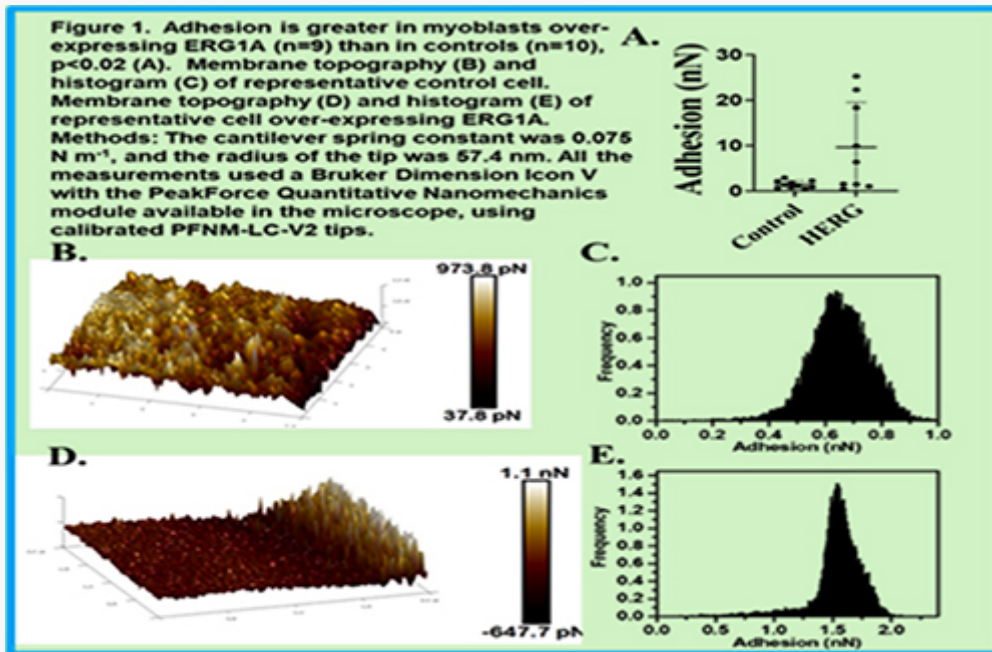 Figure 1. Adhesion is greater in myoblasts over-
expressing ERG1A (n=9) than in controls (n=10),
p<0.02 (A). Membrane topography (B) and
histogram (C) of representative control cell.
Membrane topography (D) and histogram (E) of
representative cell over-expressing ERG1A.
Methods: The cantilever spring constant was 0.075
N m⁻¹, and the radius of the tip was 57.4 nm. All the
measurements used a Bruker Dimension Icon V
with the PeakForce Quantitative Nanomechanics
module available in the microscope, using
calibrated PFNM-LC-V2 tips.
A.
Adhesion (nN)
30
20
10
0
Control
HERG
B.
973.8 pN
37.8 pN
C.
Frequency
1.0
0.8
0.6
0.4
0.2
0.0
0.0 0.2 0.4 0.6 0.8 1.0
Adhesion (nN)
D.
1.1 nN
-647.7 pN
E.
Frequency
1.6
1.4
1.2
1.0
0.8
0.6
0.4
0.2
0.0
0.0 0.5 1.0 1.5 2.0
Adhesion (nN)